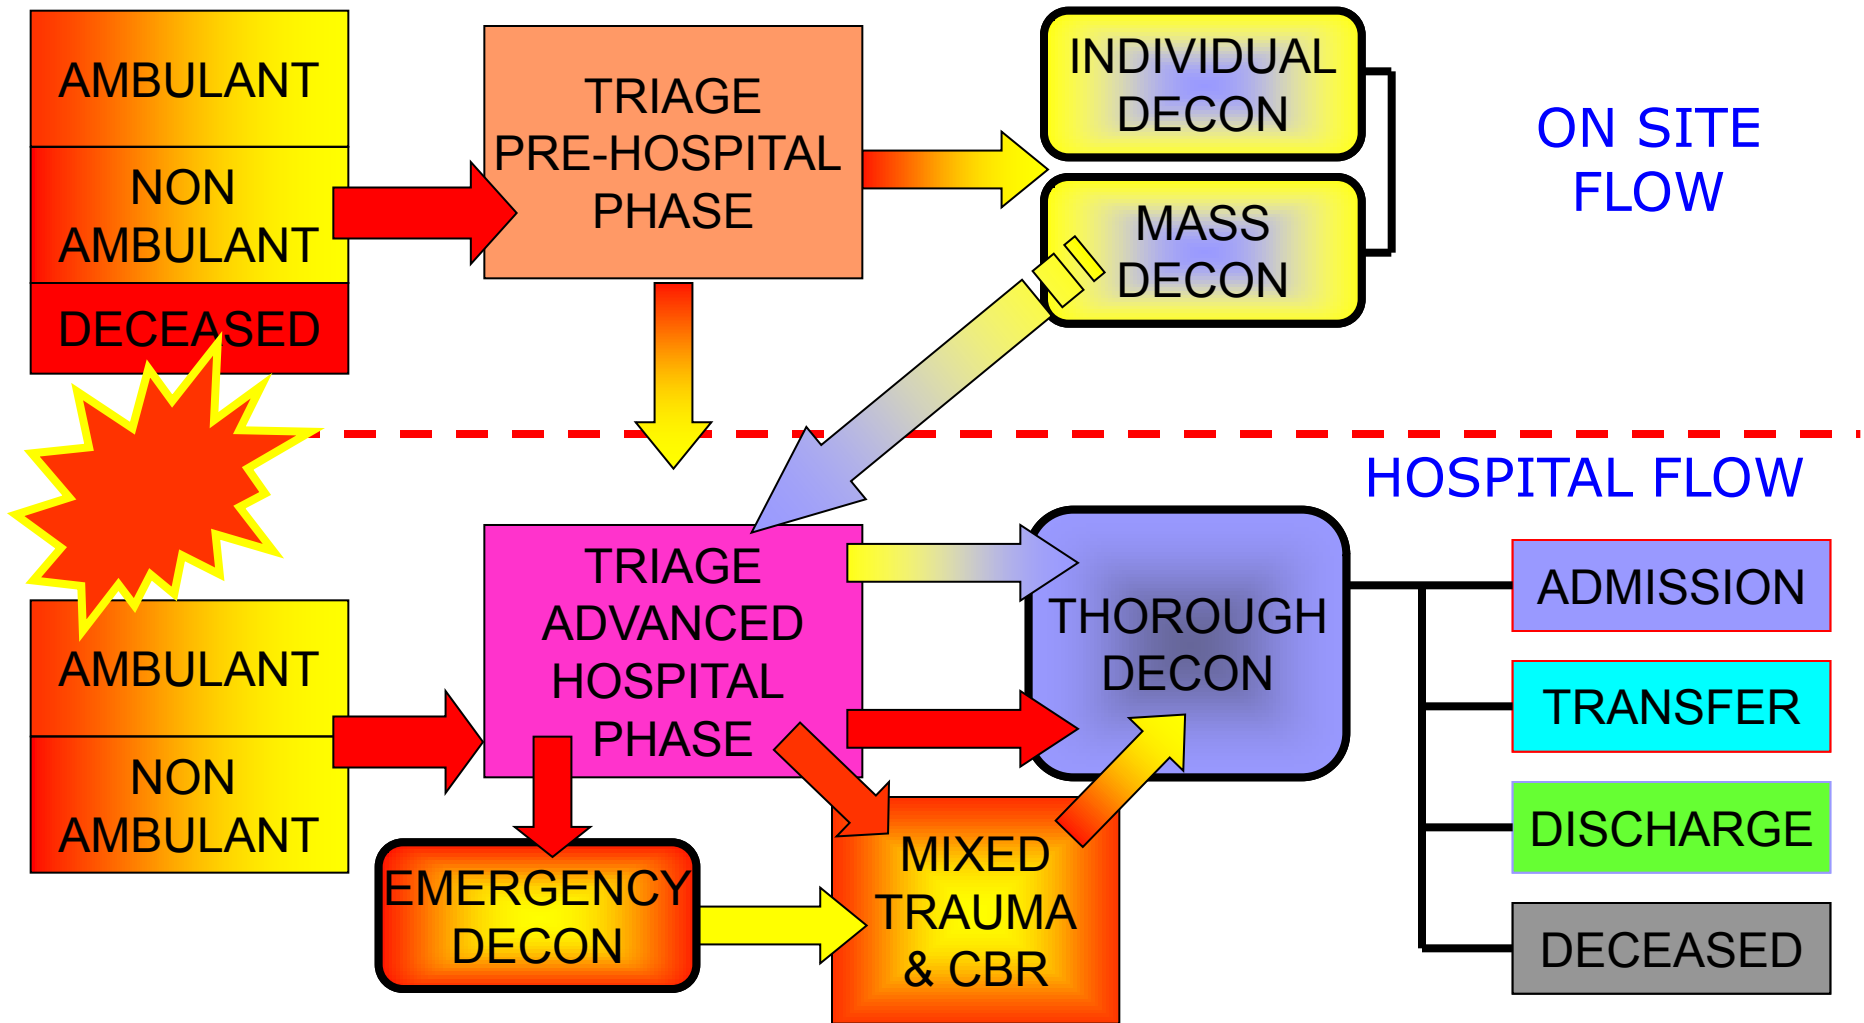 AMBULANT
NON
AMBULANT
DECEASED
TRIAGE
PRE-HOSPITAL
PHASE
INDIVIDUAL
DECON
MASS
DECON
ON SITE
FLOW
HOSPITAL FLOW
AMBULANT
NON
AMBULANT
TRIAGE
ADVANCED
HOSPITAL
PHASE
EMERGENCY
DECON
MIXED
TRAUMA
& CBR
THOROUGH
DECON
ADMISSION
TRANSFER
DISCHARGE
DECEASED